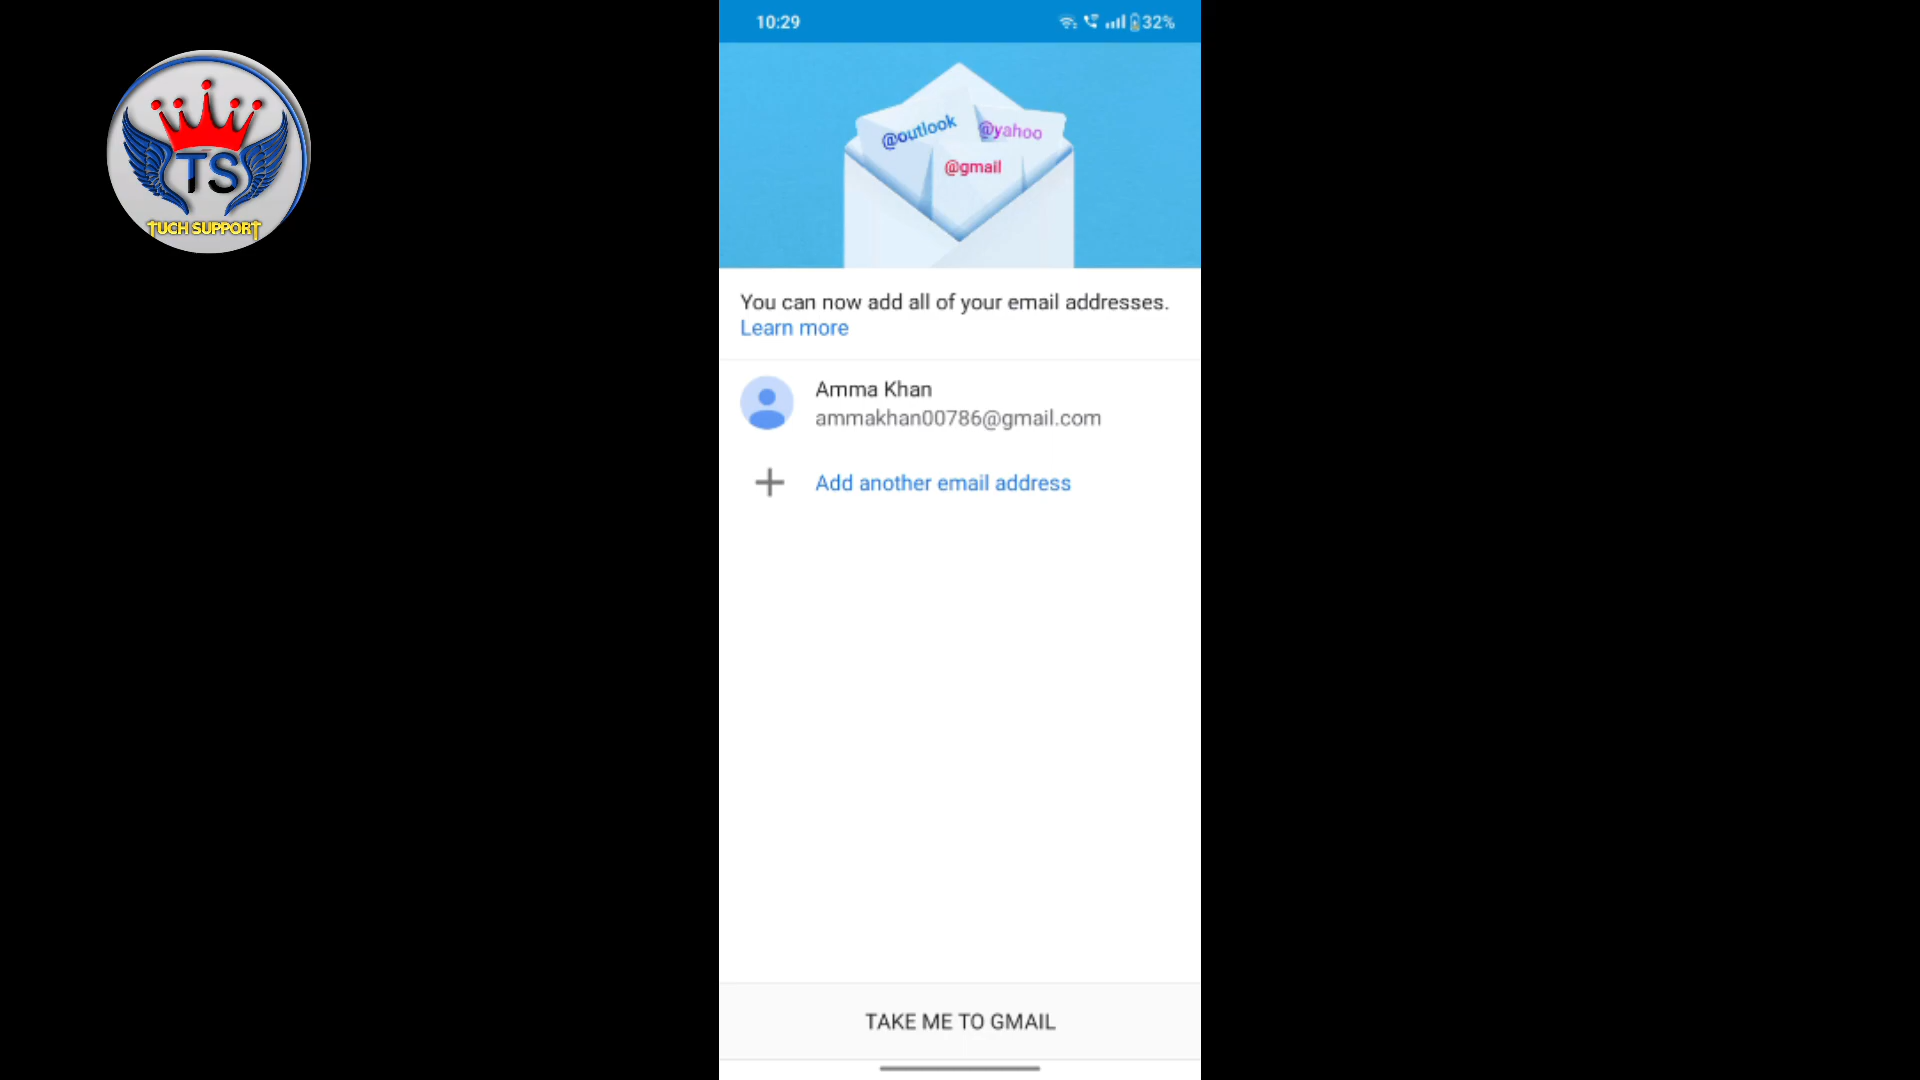 10:29
32%
TS
TUCH SUPPORT
@outlook
@yahoo
@gmail
You can now add all of your email addresses.
Learn more
Amma Khan
ammakhan00786@gmail.com
Add another email address
TAKE ME TO GMAIL